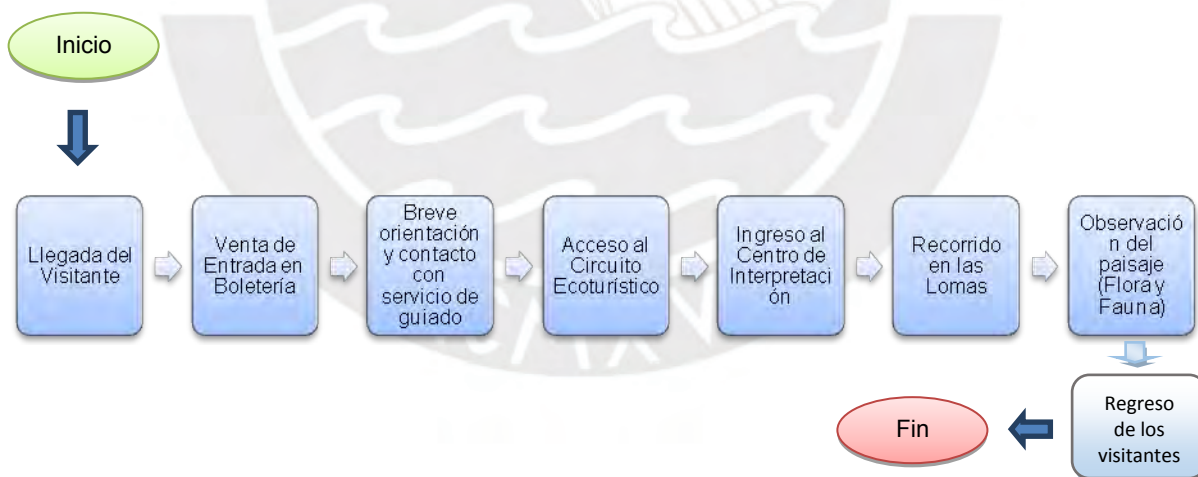 Inicio
Llegada del
Visitante
Venta de
Entrada en
Boletería
Breve
orientación
y contacto
con
servicio de
guiado
Acceso al
Circuito
Ecoturístico
Ingreso al
Centro de
Interpretaci
ón
Recorrido
en las
Lomas
Observació
n del
paisaje
(Flora y
Fauna)
Regreso
de los
visitantes
Fin